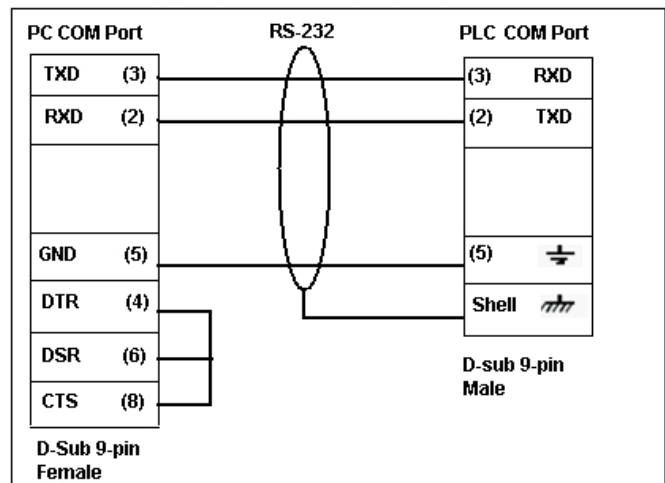 PC COM Port
RS-232
PLC COM Port
TXD (3)
(3) RXD
RXD (2)
(2) TXD
GND (5)
(5)
DTR (4)
Shell
DSR (6)
CTS (8)
D-sub 9-pin
Male
D-Sub 9-pin
Female